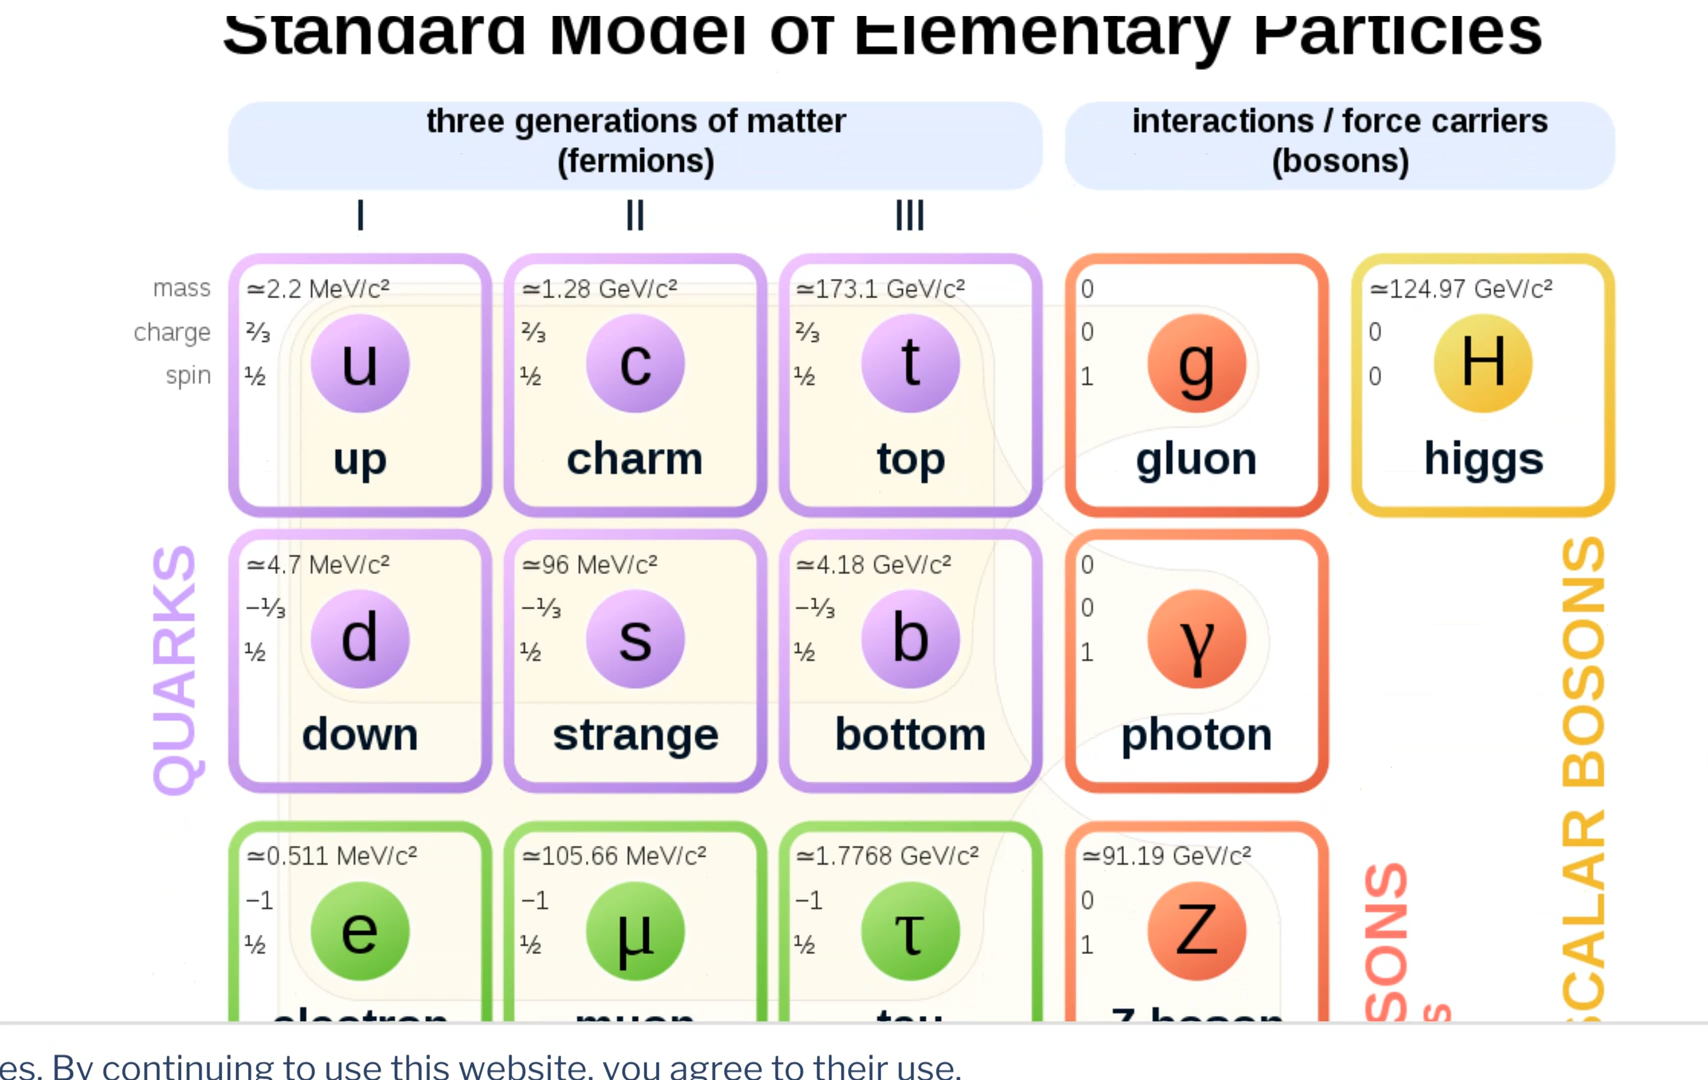 Standard Model of Elementary Particles
three generations of matter
(fermions)
interactions / force carriers
(bosons)
I II III
mass
charge
spin
≃2.2 MeV/c²
⅔
½
u
up
≃1.28 GeV/c²
⅔
½
c
charm
≃173.1 GeV/c²
⅔
½
t
top
0
0
1
g
gluon
≃124.97 GeV/c²
0
0
H
higgs
QUARKS
≃4.7 MeV/c²
−⅓
½
d
down
≃96 MeV/c²
−⅓
½
s
strange
≃4.18 GeV/c²
−⅓
½
b
bottom
0
0
1
γ
photon
SCALAR BOSONS
≃0.511 MeV/c²
−1
½
e
electron
≃105.66 MeV/c²
−1
½
μ
muon
≃1.7768 GeV/c²
−1
½
τ
tau
≃91.19 GeV/c²
0
1
Z
Z boson
SONS
s
es. By continuing to use this website, you agree to their use.